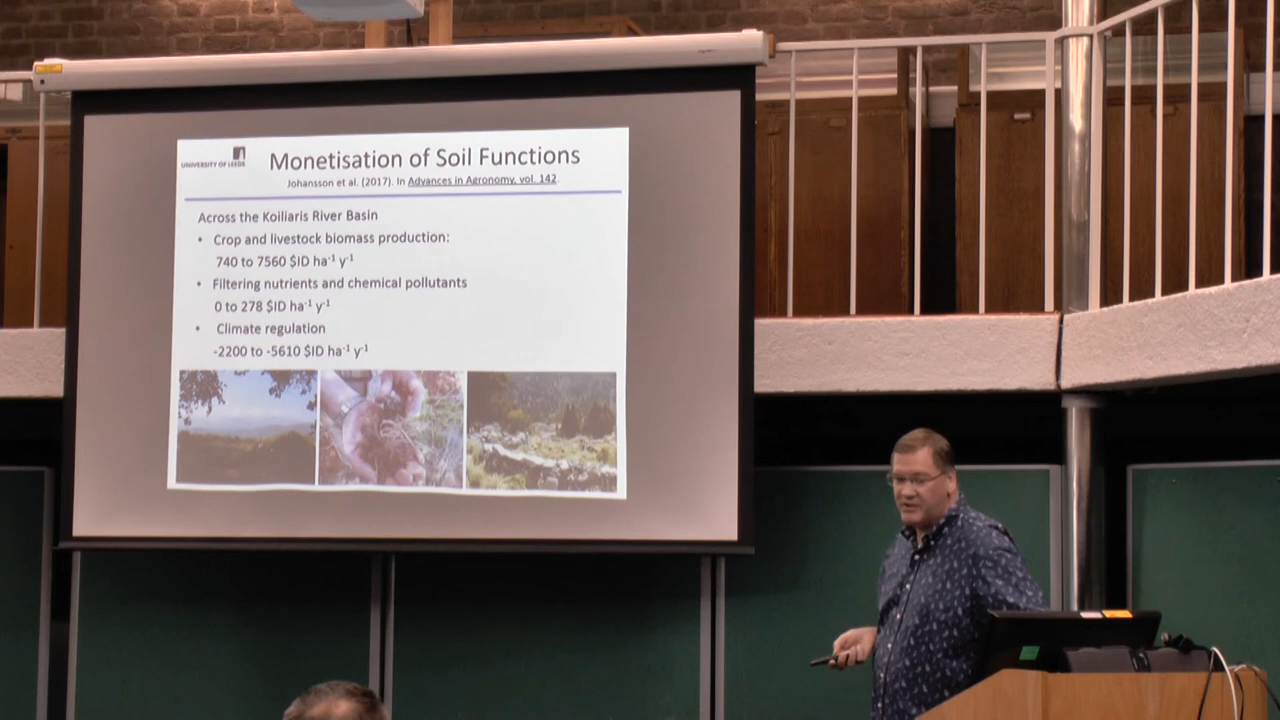 UNIVERSITY OF LEEDS
Monetisation of Soil Functions
Johansson et al. (2017). In Advances in Agronomy, vol. 142.
Across the Koiliaris River Basin
• Crop and livestock biomass production:
740 to 7560 $ID ha⁻¹ y⁻¹
• Filtering nutrients and chemical pollutants
0 to 278 $ID ha⁻¹ y⁻¹
• Climate regulation
-2200 to -5610 $ID ha⁻¹ y⁻¹